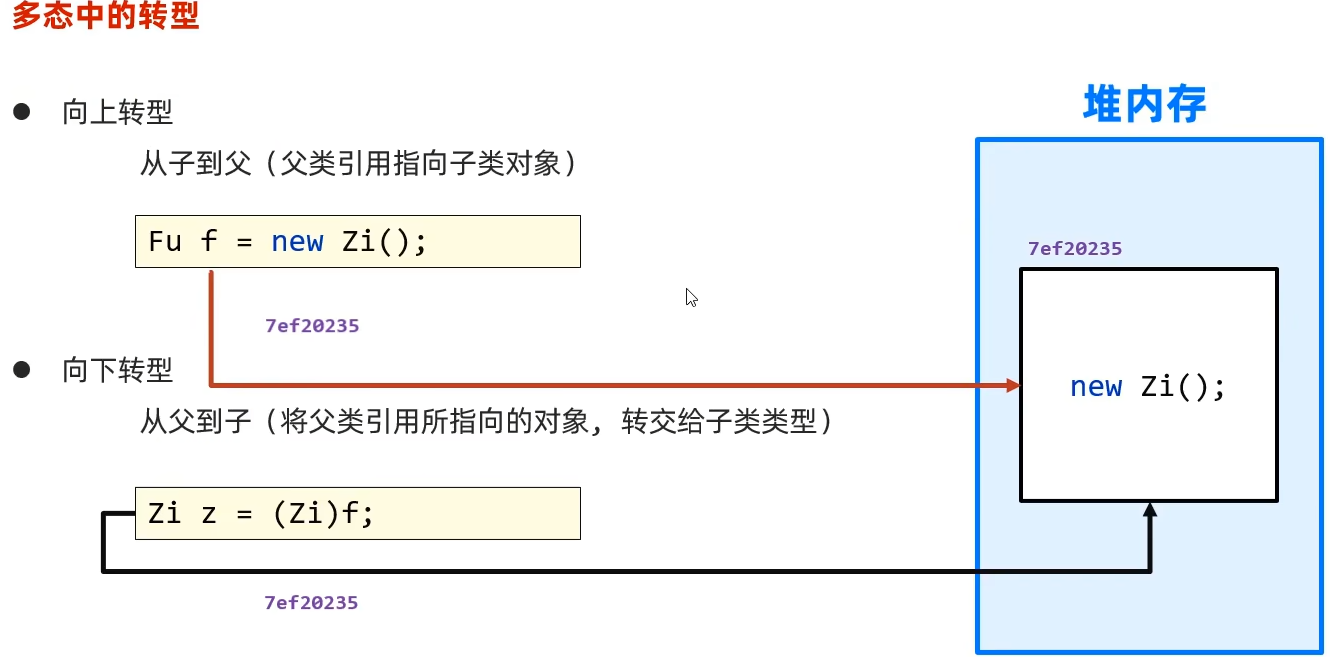 多态中的转型
● 向上转型
从子到父（父类引用指向子类对象）
Fu f = new Zi();
7ef20235
● 向下转型
从父到子（将父类引用所指向的对象, 转交给子类类型）
Zi z = (Zi)f;
7ef20235
堆内存
7ef20235
new Zi();